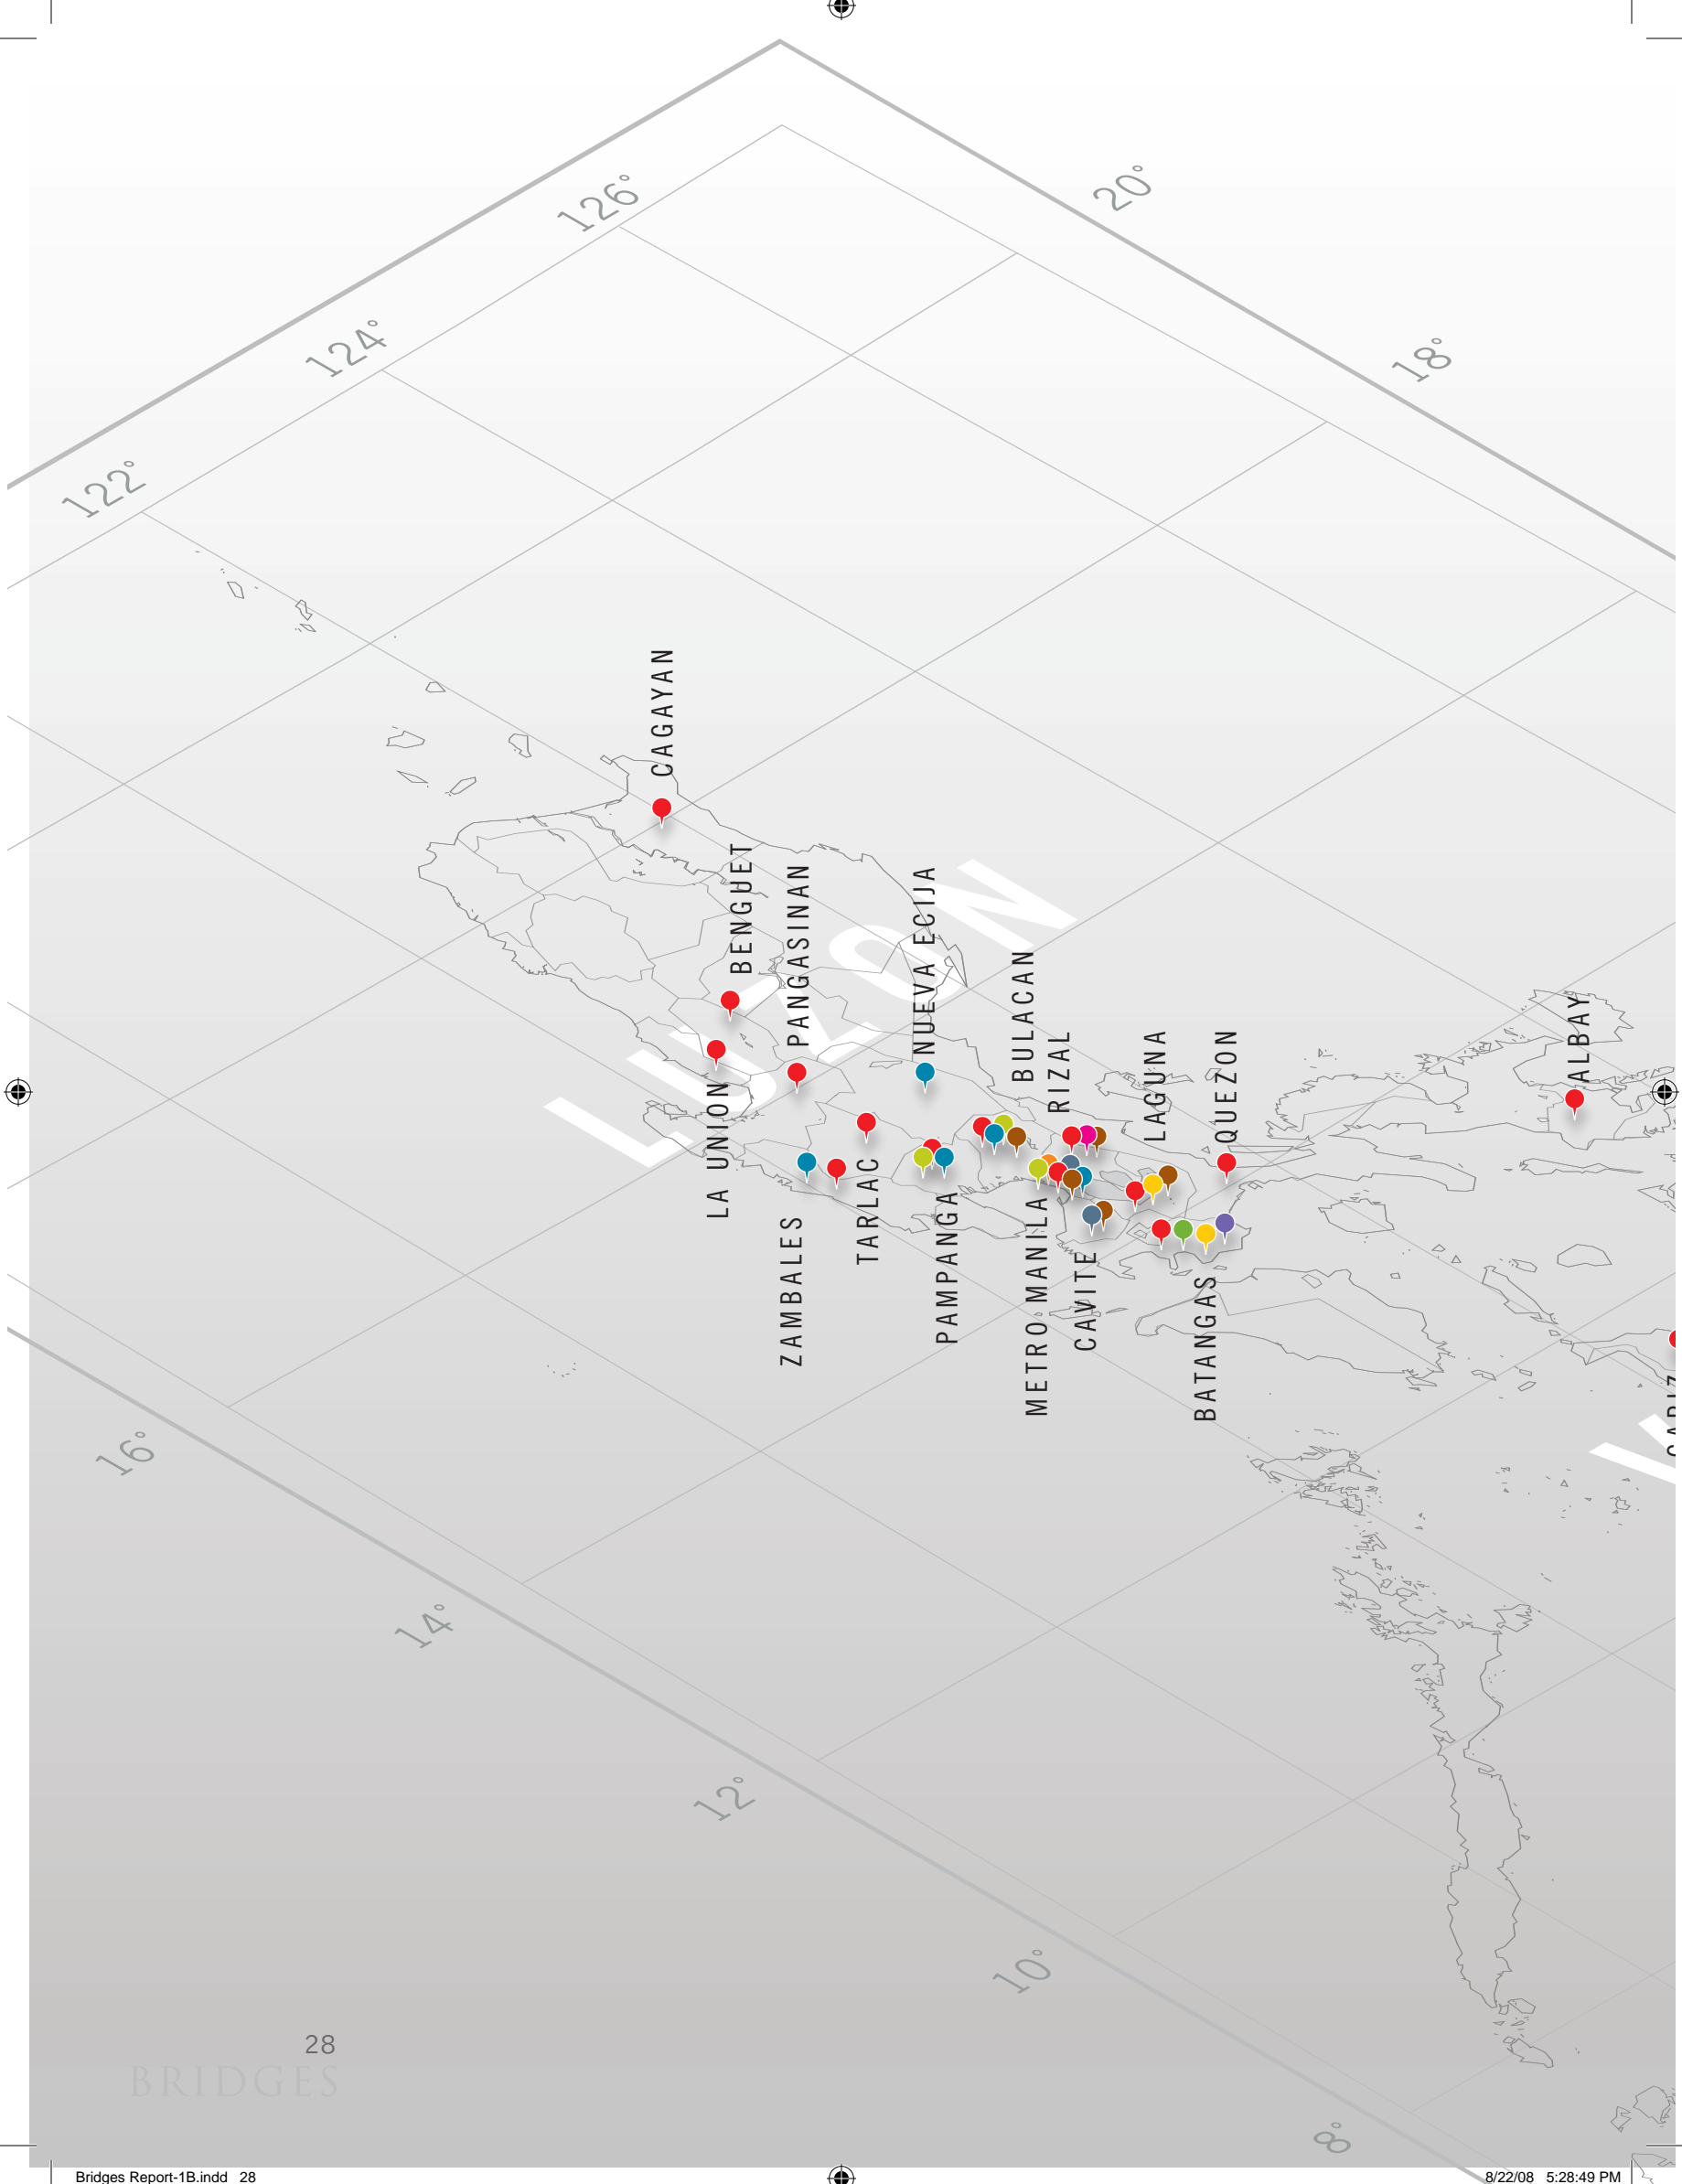 126°
20°
124°
18°
122°
CAGAYAN
BENGUET
PANGASINAN
NUEVA ECIJA
LUZON
BULACAN
RIZAL
LAGUNA
QUEZON
ALBAY
LA UNION
TARLAC
ZAMBALES
PAMPANGA
METRO MANILA
CAVITE
BATANGAS
16°
14°
12°
10°
8°
28
BRIDGES
Bridges Report-1B.indd 28
8/22/08 5:28:49 PM